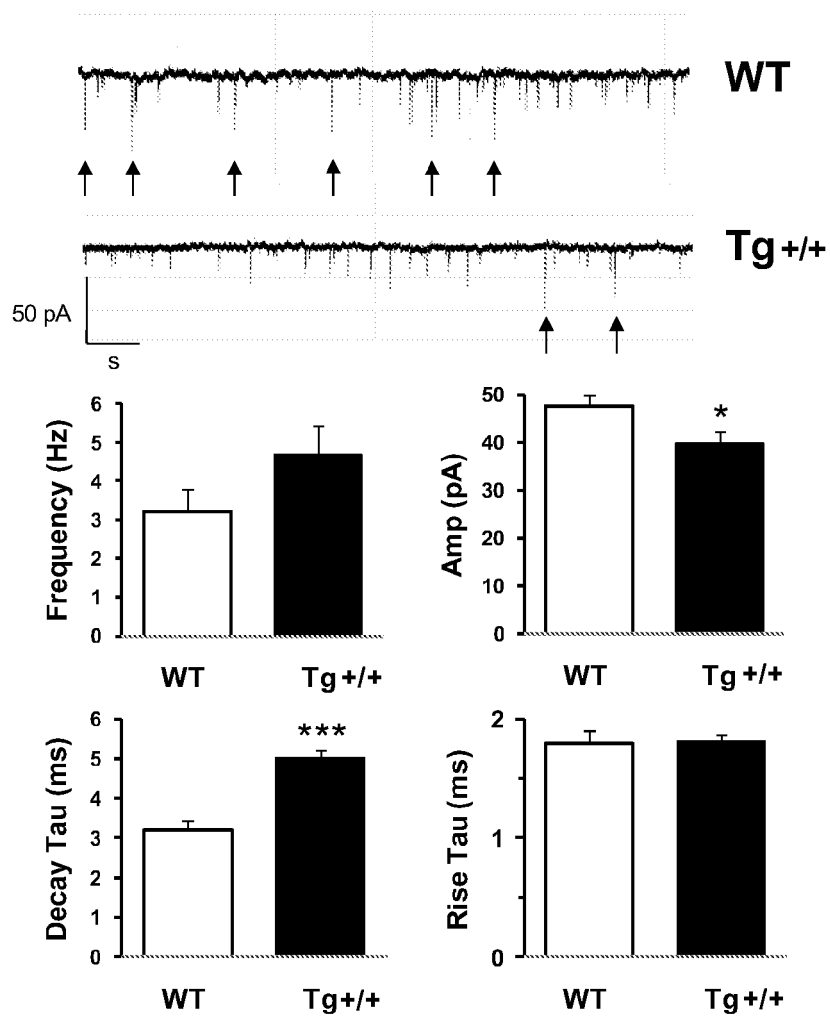 WT
Tg+/+
50 pA
s
Frequency (Hz)
6
5
4
3
2
1
0
WT
Tg+/+
Amp (pA)
50
40
30
20
10
0
*
WT
Tg+/+
Decay Tau (ms)
6
5
4
3
2
1
0
***
WT
Tg+/+
Rise Tau (ms)
2
1
0
WT
Tg+/+